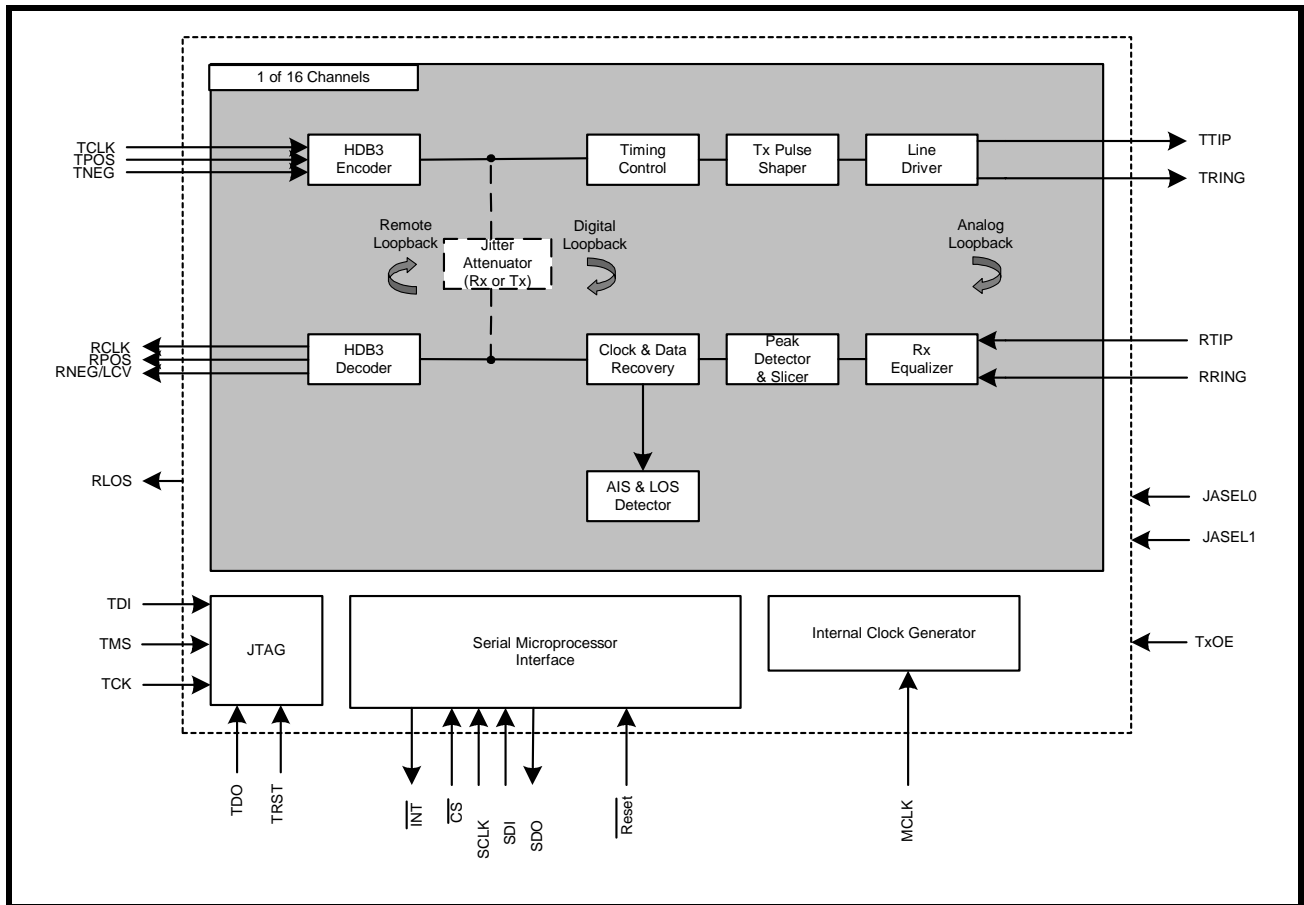 1 of 16 Channels
TCLK
TPOS
TNEG
HDB3
Encoder
Timing
Control
Tx Pulse
Shaper
Line
Driver
TTIP
TRING
Remote
Loopback
Jitter
Attenuator
(Rx or Tx)
Digital
Loopback
Analog
Loopback
RCLK
RPOS
RNEG/LCV
HDB3
Decoder
Clock & Data
Recovery
Peak
Detector
& Slicer
Rx
Equalizer
RTIP
RRING
RLOS
AIS & LOS
Detector
JASEL0
JASEL1
TDI
TMS
TCK
JTAG
Serial Microprocessor
Interface
Internal Clock Generator
TxOE
TDO
TRST
INT
CS
SCLK
SDI
SDO
Reset
MCLK